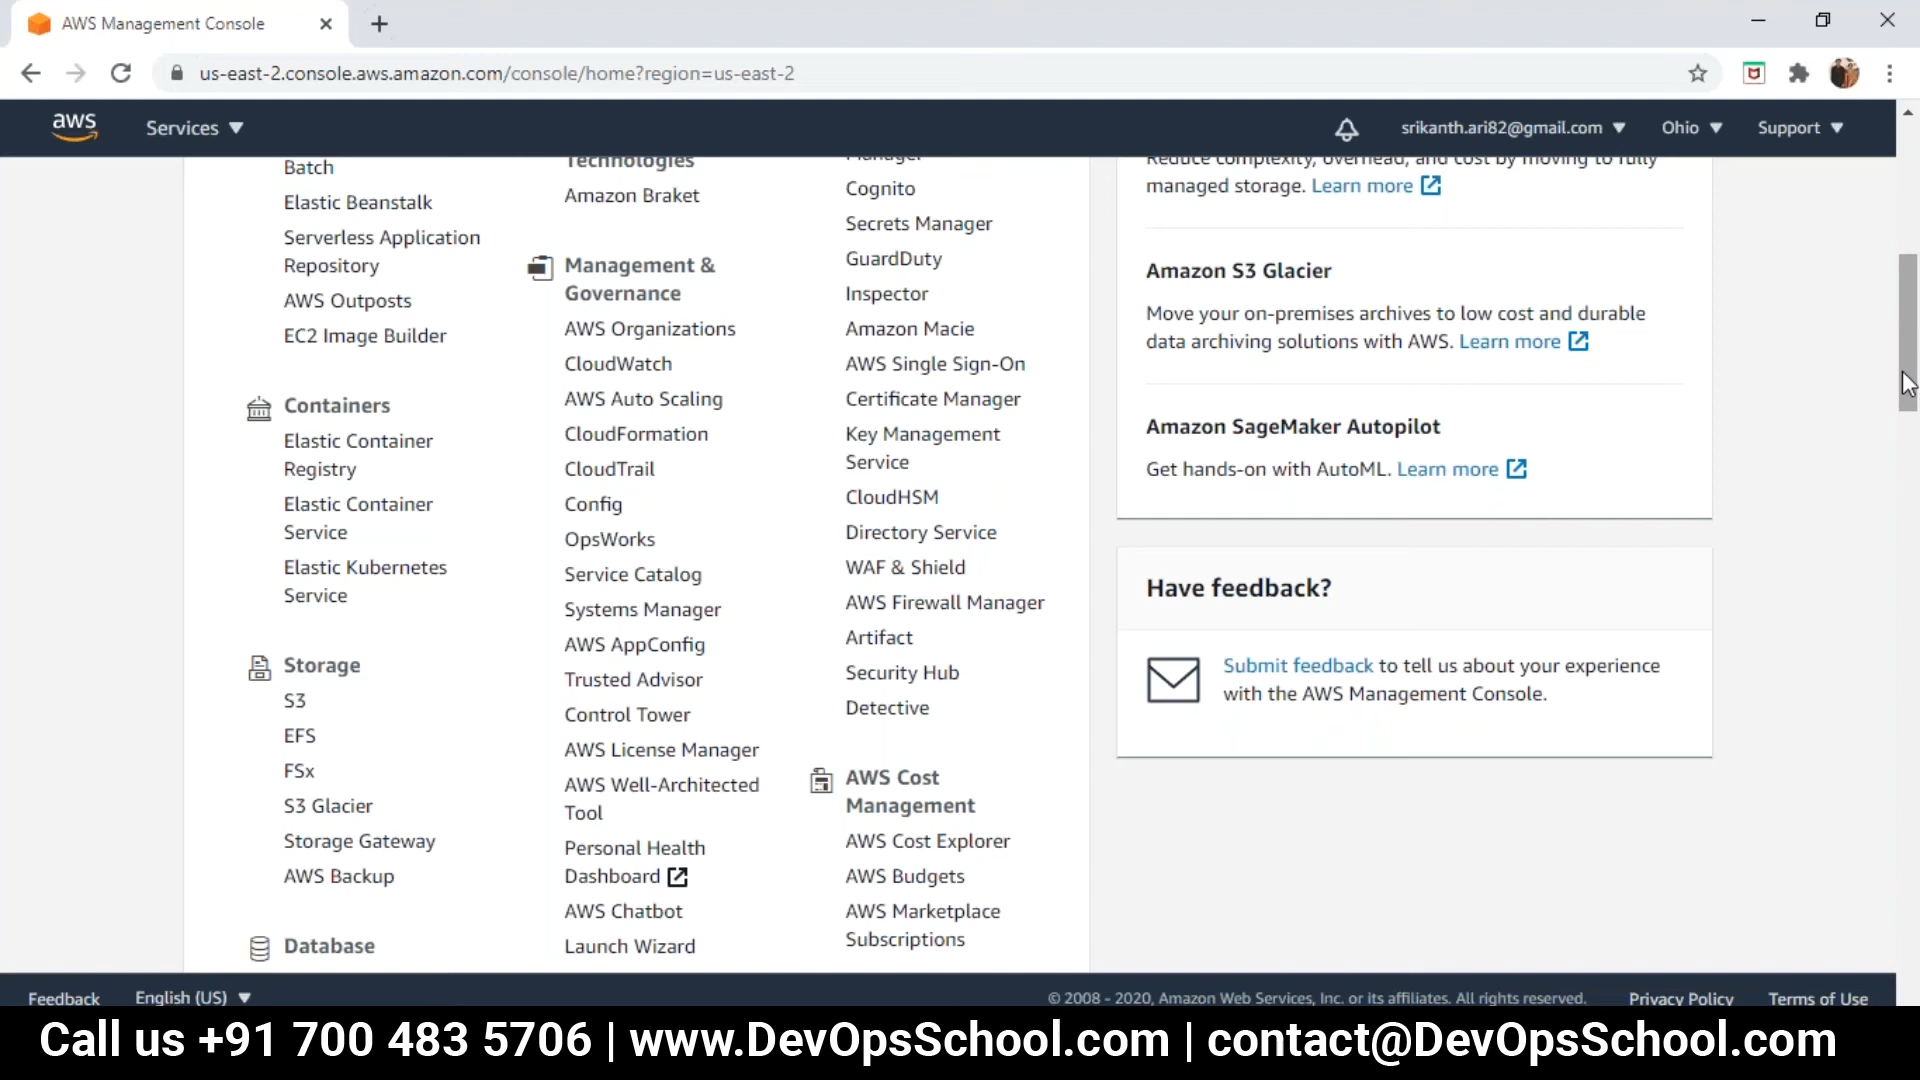 AWS Management Console
us-east-2.console.aws.amazon.com/console/home?region=us-east-2
aws
Services
srikanth.ari82@gmail.com
Ohio
Support
Batch
Elastic Beanstalk
Serverless Application
Repository
AWS Outposts
EC2 Image Builder
Containers
Elastic Container
Registry
Elastic Container
Service
Elastic Kubernetes
Service
Storage
S3
EFS
FSx
S3 Glacier
Storage Gateway
AWS Backup
Database
Technologies
Amazon Braket
Management &
Governance
AWS Organizations
CloudWatch
AWS Auto Scaling
CloudFormation
CloudTrail
Config
OpsWorks
Service Catalog
Systems Manager
AWS AppConfig
Trusted Advisor
Control Tower
AWS License Manager
AWS Well-Architected
Tool
Personal Health
Dashboard
AWS Chatbot
Launch Wizard
Manager
Cognito
Secrets Manager
GuardDuty
Inspector
Amazon Macie
AWS Single Sign-On
Certificate Manager
Key Management
Service
CloudHSM
Directory Service
WAF & Shield
AWS Firewall Manager
Artifact
Security Hub
Detective
AWS Cost
Management
AWS Cost Explorer
AWS Budgets
AWS Marketplace
Subscriptions
Reduce complexity, overhead, and cost by moving to fully
managed storage. Learn more
Amazon S3 Glacier
Move your on-premises archives to low cost and durable
data archiving solutions with AWS. Learn more
Amazon SageMaker Autopilot
Get hands-on with AutoML. Learn more
Have feedback?
Submit feedback to tell us about your experience
with the AWS Management Console.
Feedback
English (US)
© 2008 - 2020, Amazon Web Services, Inc. or its affiliates. All rights reserved.
Privacy Policy
Terms of Use
Call us +91 700 483 5706 | www.DevOpsSchool.com | contact@DevOpsSchool.com